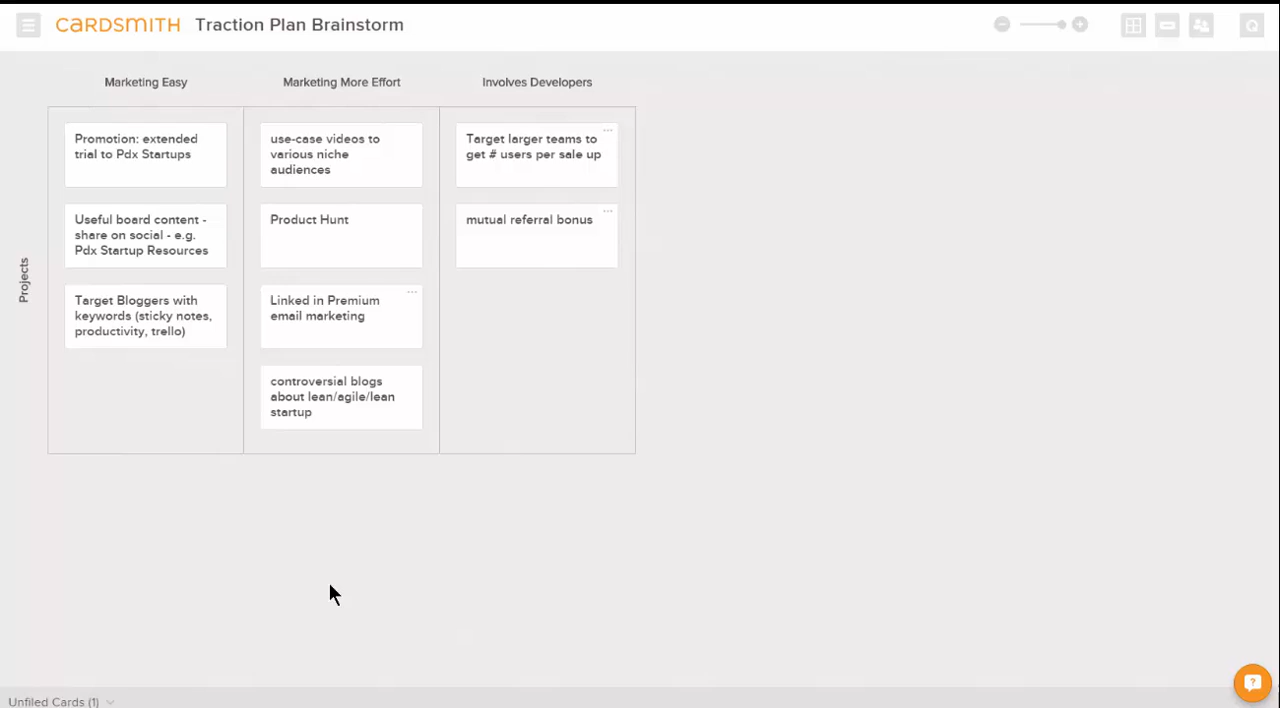 CARDSMITH Traction Plan Brainstorm
Marketing Easy
Marketing More Effort
Involves Developers
Projects
Promotion: extended
trial to Pdx Startups
Useful board content -
share on social - e.g.
Pdx Startup Resources
Target Bloggers with
keywords (sticky notes,
productivity, trello)
use-case videos to
various niche
audiences
Product Hunt
Linked in Premium
email marketing
controversial blogs
about lean/agile/lean
startup
Target larger teams to
get # users per sale up
mutual referral bonus
Unfiled Cards (1)